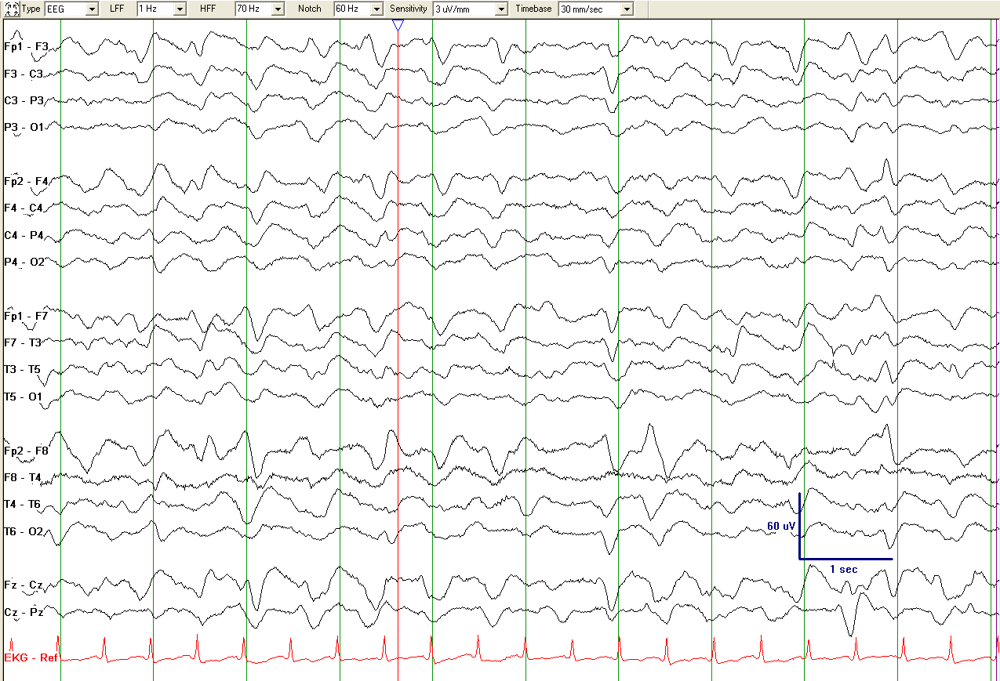 Type EEG LFF 1 Hz HFF 70 Hz Notch 60 Hz Sensitivity 3 uV/mm Timebase 30 mm/sec
Fp1 - F3
F3 - C3
C3 - P3
P3 - O1
Fp2 - F4
F4 - C4
C4 - P4
P4 - O2
Fp1 - F7
F7 - T3
T3 - T5
T5 - O1
Fp2 - F8
F8 - T4
T4 - T6
60 uV
T6 - O2
1 sec
Fz - Cz
Cz - Pz
EKG - Ref